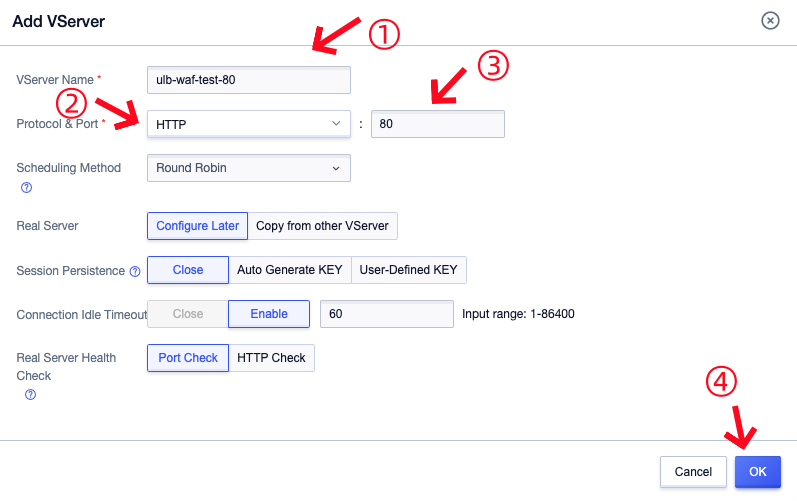 Add VServer
①
VServer Name * ulb-waf-test-80
② ③
Protocol & Port * HTTP : 80
Scheduling Method Round Robin
?
Real Server Configure Later Copy from other VServer
Session Persistence ? Close Auto Generate KEY User-Defined KEY
Connection Idle Timeout Close Enable 60 Input range: 1-86400
Real Server Health Port Check HTTP Check
Check
?
④
Cancel OK